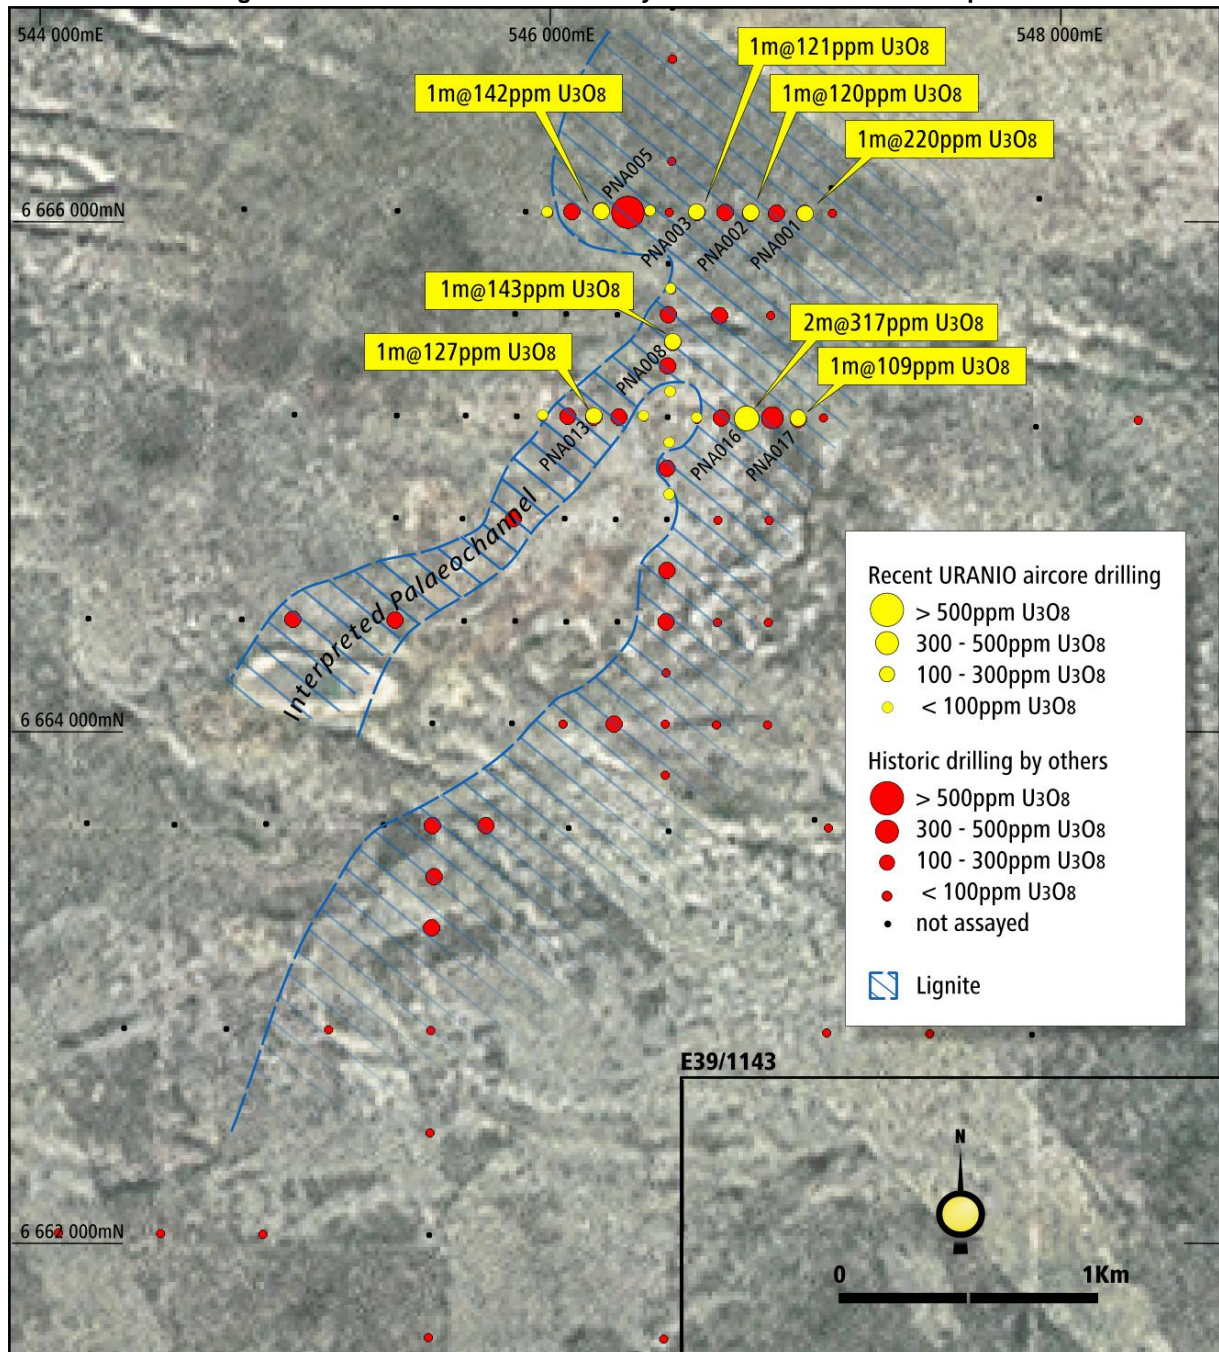 544 000mE
546 000mE
548 000mE
1m@121ppm U3O8
1m@142ppm U3O8
1m@120ppm U3O8
1m@220ppm U3O8
PNA005
6 666 000mN
PNA003
PNA002
PNA001
1m@143ppm U3O8
2m@317ppm U3O8
1m@127ppm U3O8
PNA008
1m@109ppm U3O8
PNA013
PNA016
PNA017
Interpreted Palaeochannel
Recent URANIO aircore drilling
> 500ppm U3O8
300 - 500ppm U3O8
100 - 300ppm U3O8
< 100ppm U3O8
6 664 000mN
Historic drilling by others
> 500ppm U3O8
300 - 500ppm U3O8
100 - 300ppm U3O8
< 100ppm U3O8
not assayed
Lignite
E39/1143
N
6 662 000mN
0
1Km